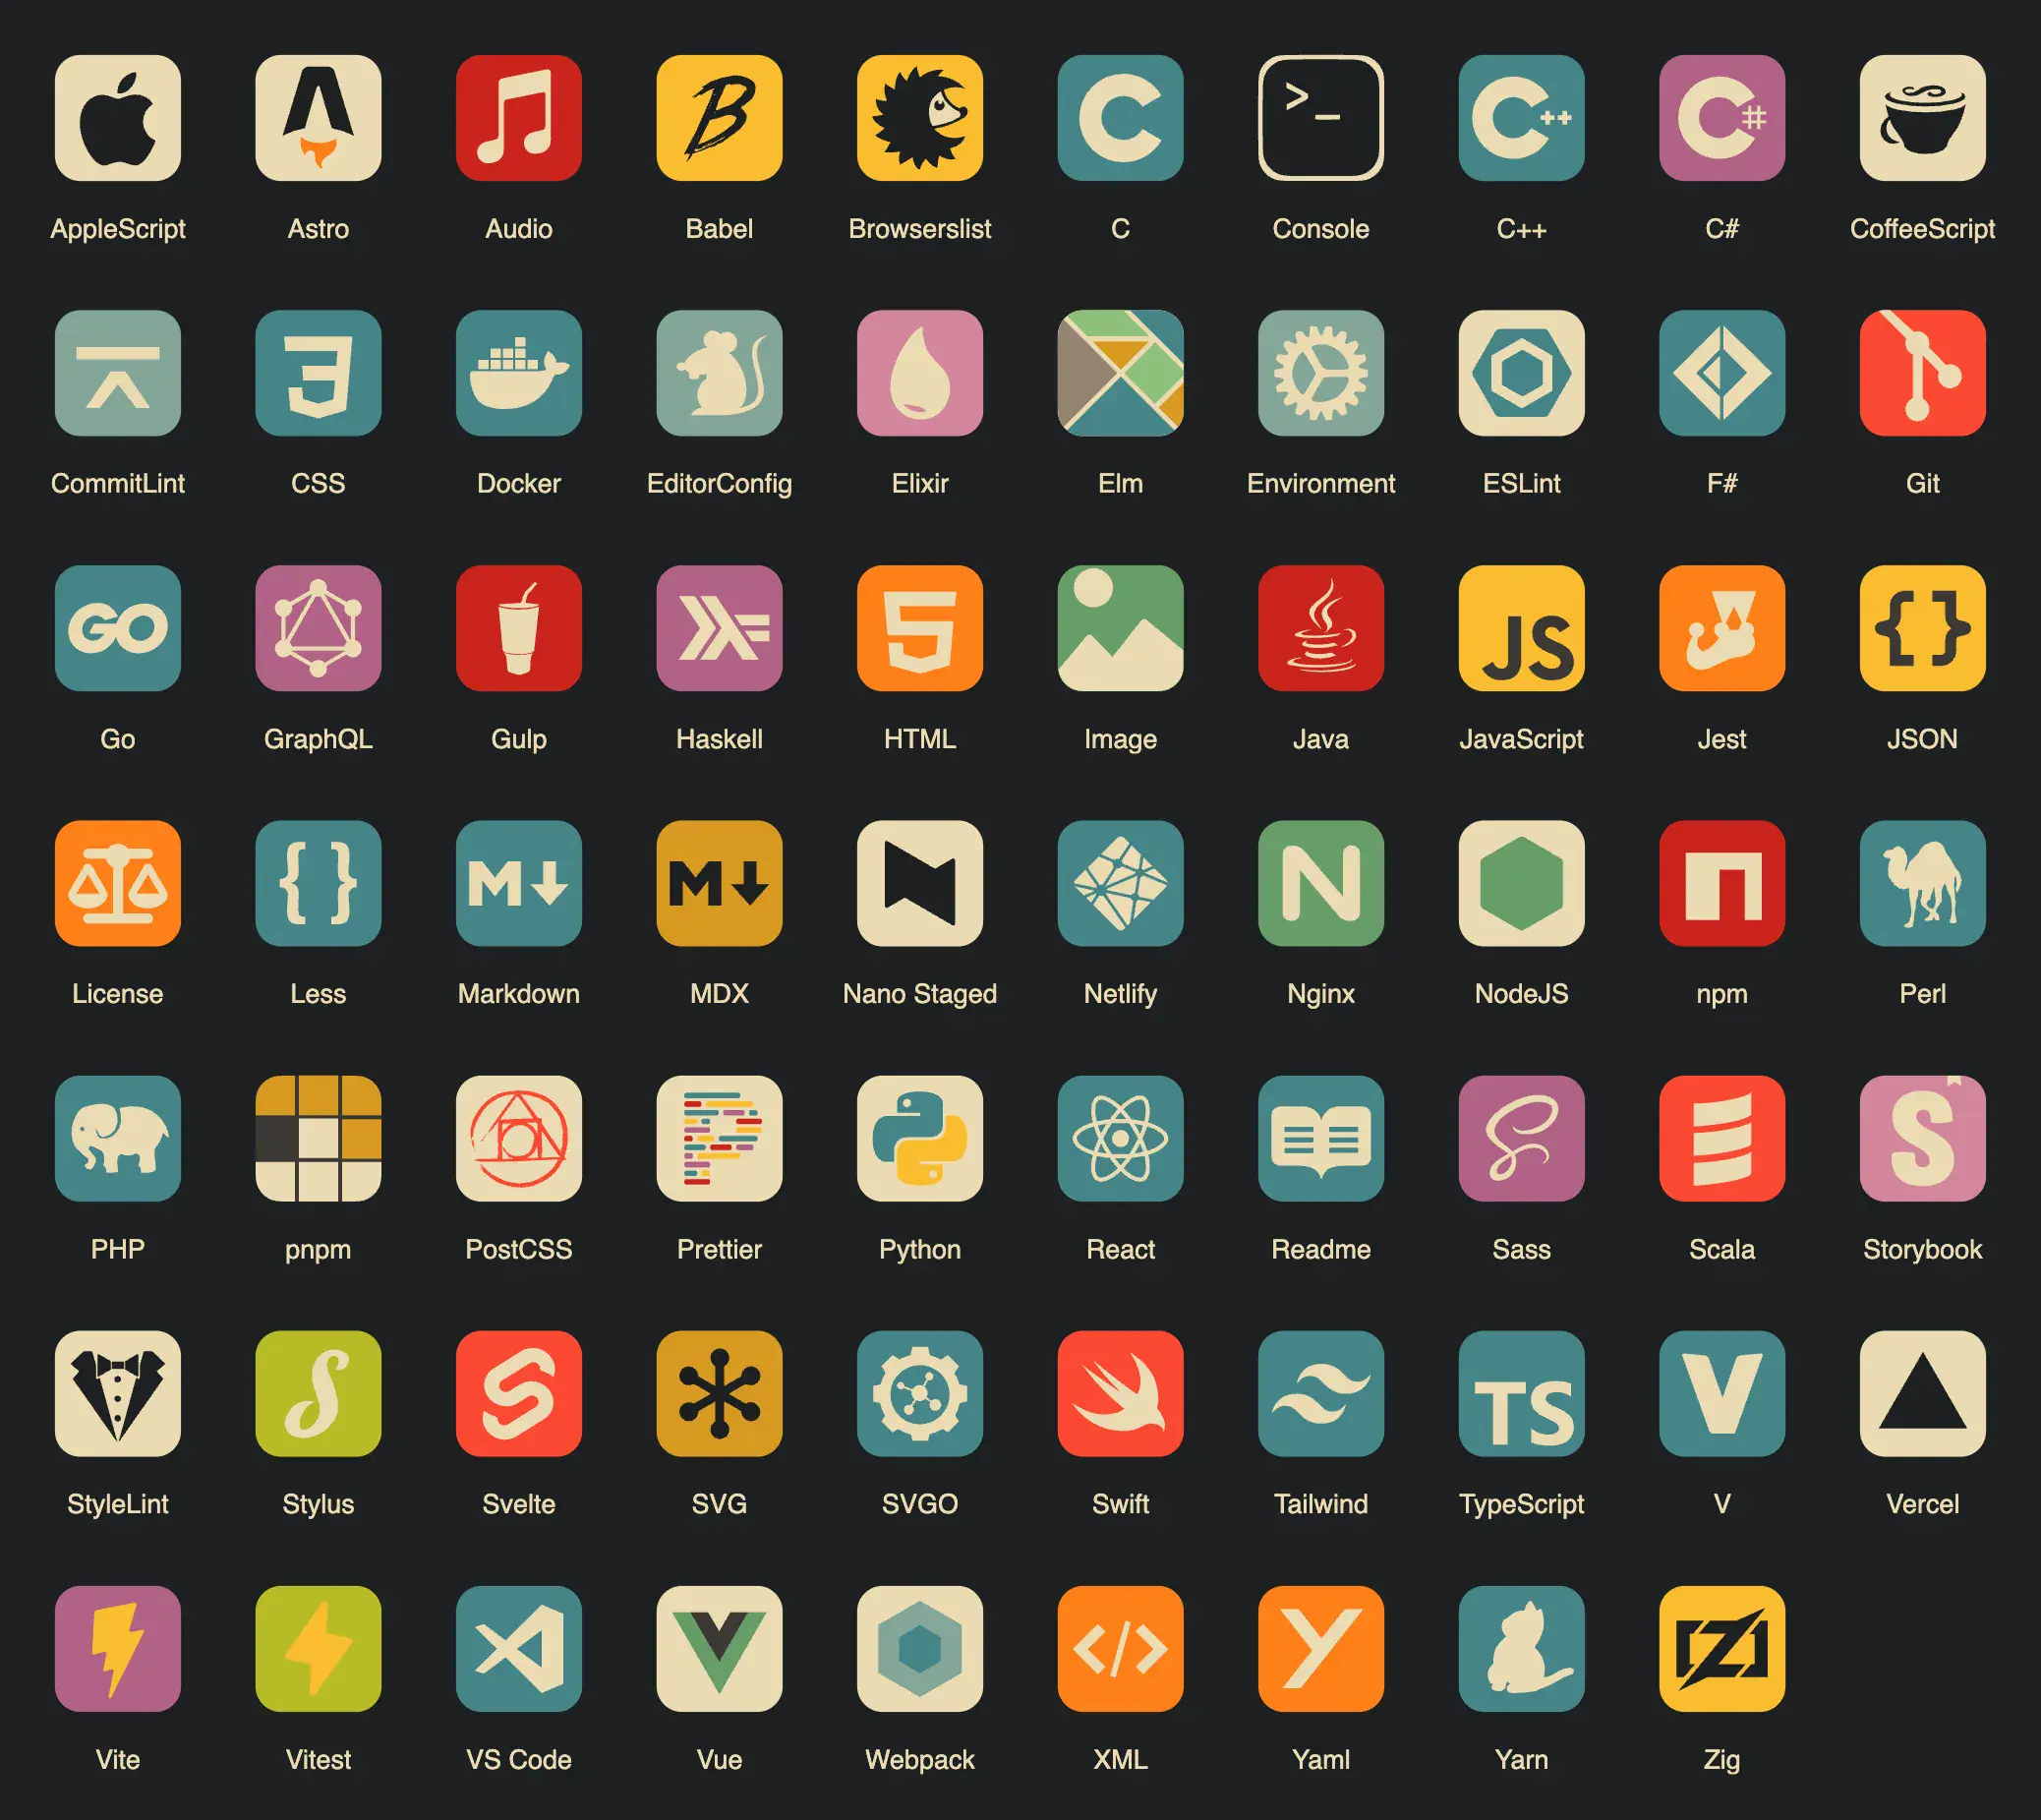 >_
++
#
AppleScript Astro Audio Babel Browserslist C Console C++ C# CoffeeScript
CommitLint CSS Docker EditorConfig Elixir Elm Environment ESLint F# Git
GO
JS
Go GraphQL Gulp Haskell HTML Image Java JavaScript Jest JSON
{ }
M
M
N
License Less Markdown MDX Nano Staged Netlify Nginx NodeJS npm Perl
S
PHP pnpm PostCSS Prettier Python React Readme Sass Scala Storybook
TS
V
StyleLint Stylus Svelte SVG SVGO Swift Tailwind TypeScript V Vercel
</>
Y
Z
Vite Vitest VS Code Vue Webpack XML Yaml Yarn Zig